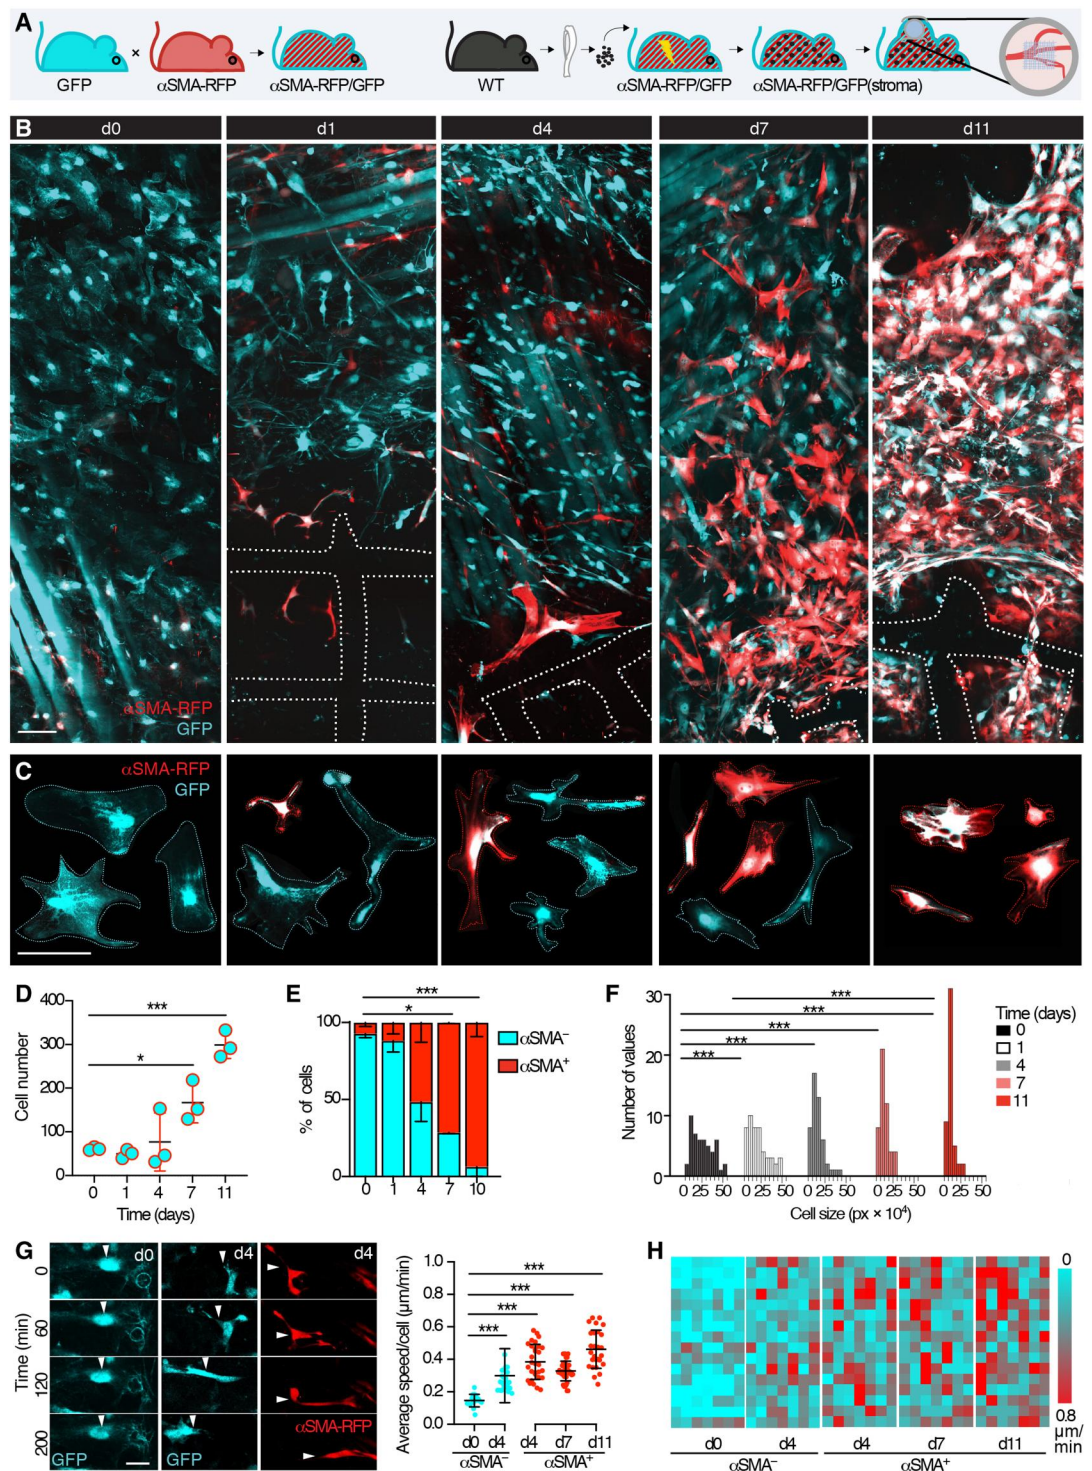 A
GFP × αSMA-RFP αSMA-RFP/GFP WT αSMA-RFP/GFP αSMA-RFP/GFP(stroma)
B d0 d1 d4 d7 d11
αSMA-RFP
GFP
C αSMA-RFP
GFP
D
400
300
200
100
0
Cell number
***
*
0 1 4 7 11
Time (days)
E
***
*
100
50
0
% of cells
αSMA⁻
αSMA⁺
0 1 4 7 10
F
30
20
10
0
Number of values
***
***
***
***
***
Time (days)
0
1
4
7
11
0 25 50 0 25 50 0 25 50 0 25 50 0 25 50
Cell size (px × 10⁴)
G
d0 d4 d4
Time (min)
0
60
120
200
GFP GFP αSMA-RFP
Average speed/cell (µm/min)
1.0
0.8
0.6
0.4
0.2
0.0
***
***
***
***
d0 d4 d4 d7 d11
αSMA⁻ αSMA⁺
H
0
0.8
µm/
min
d0 d4 d4 d7 d11
αSMA⁻ αSMA⁺